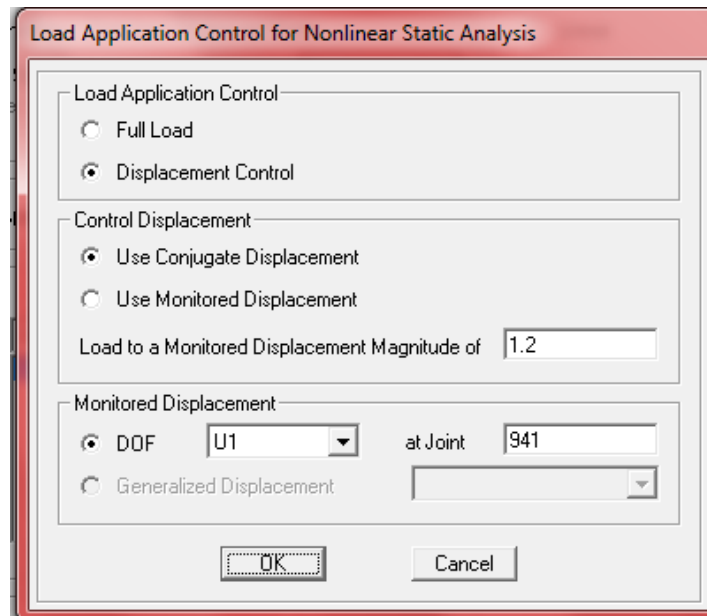 Load Application Control for Nonlinear Static Analysis
Load Application Control
Full Load
Displacement Control
Control Displacement
Use Conjugate Displacement
Use Monitored Displacement
Load to a Monitored Displacement Magnitude of 1.2
Monitored Displacement
DOF U1 at Joint 941
Generalized Displacement
OK Cancel